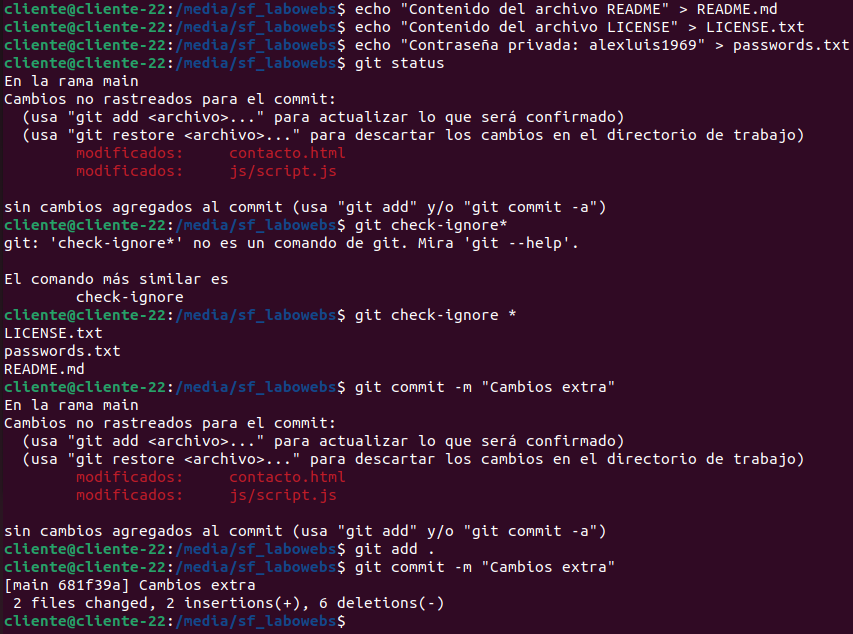 cliente@cliente-22:/media/sf_labowebs$ echo "Contenido del archivo README" > README.md
cliente@cliente-22:/media/sf_labowebs$ echo "Contenido del archivo LICENSE" > LICENSE.txt
cliente@cliente-22:/media/sf_labowebs$ echo "Contraseña privada: alexluis1969" > passwords.txt
cliente@cliente-22:/media/sf_labowebs$ git status
En la rama main
Cambios no rastreados para el commit:
  (usa "git add <archivo>..." para actualizar lo que será confirmado)
  (usa "git restore <archivo>..." para descartar los cambios en el directorio de trabajo)
        modificados:     contacto.html
        modificados:     js/script.js

sin cambios agregados al commit (usa "git add" y/o "git commit -a")
cliente@cliente-22:/media/sf_labowebs$ git check-ignore*
git: 'check-ignore*' no es un comando de git. Mira 'git --help'.

El comando más similar es
        check-ignore
cliente@cliente-22:/media/sf_labowebs$ git check-ignore *
LICENSE.txt
passwords.txt
README.md
cliente@cliente-22:/media/sf_labowebs$ git commit -m "Cambios extra"
En la rama main
Cambios no rastreados para el commit:
  (usa "git add <archivo>..." para actualizar lo que será confirmado)
  (usa "git restore <archivo>..." para descartar los cambios en el directorio de trabajo)
        modificados:     contacto.html
        modificados:     js/script.js

sin cambios agregados al commit (usa "git add" y/o "git commit -a")
cliente@cliente-22:/media/sf_labowebs$ git add .
cliente@cliente-22:/media/sf_labowebs$ git commit -m "Cambios extra"
[main 681f39a] Cambios extra
 2 files changed, 2 insertions(+), 6 deletions(-)
cliente@cliente-22:/media/sf_labowebs$